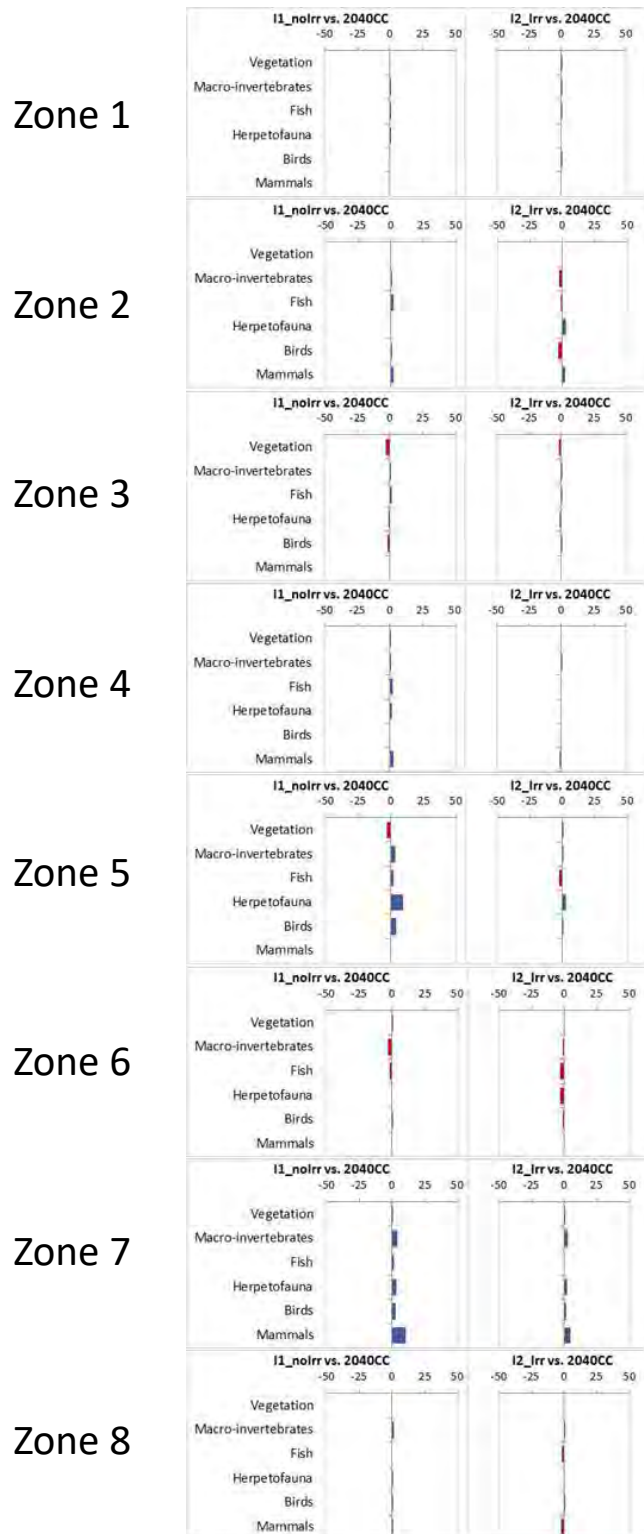 Zone 1
I1_noIrr vs. 2040CC I2_Irr vs. 2040CC
-50 -25 0 25 50 -50 -25 0 25 50
Vegetation
Macro-invertebrates
Fish
Herpetofauna
Birds
Mammals
Zone 2
I1_noIrr vs. 2040CC I2_Irr vs. 2040CC
-50 -25 0 25 50 -50 -25 0 25 50
Vegetation
Macro-invertebrates
Fish
Herpetofauna
Birds
Mammals
Zone 3
I1_noIrr vs. 2040CC I2_Irr vs. 2040CC
-50 -25 0 25 50 -50 -25 0 25 50
Vegetation
Macro-invertebrates
Fish
Herpetofauna
Birds
Mammals
Zone 4
I1_noIrr vs. 2040CC I2_Irr vs. 2040CC
-50 -25 0 25 50 -50 -25 0 25 50
Vegetation
Macro-invertebrates
Fish
Herpetofauna
Birds
Mammals
Zone 5
I1_noIrr vs. 2040CC I2_Irr vs. 2040CC
-50 -25 0 25 50 -50 -25 0 25 50
Vegetation
Macro-invertebrates
Fish
Herpetofauna
Birds
Mammals
Zone 6
I1_noIrr vs. 2040CC I2_Irr vs. 2040CC
-50 -25 0 25 50 -50 -25 0 25 50
Vegetation
Macro-invertebrates
Fish
Herpetofauna
Birds
Mammals
Zone 7
I1_noIrr vs. 2040CC I2_Irr vs. 2040CC
-50 -25 0 25 50 -50 -25 0 25 50
Vegetation
Macro-invertebrates
Fish
Herpetofauna
Birds
Mammals
Zone 8
I1_noIrr vs. 2040CC I2_Irr vs. 2040CC
-50 -25 0 25 50 -50 -25 0 25 50
Vegetation
Macro-invertebrates
Fish
Herpetofauna
Birds
Mammals